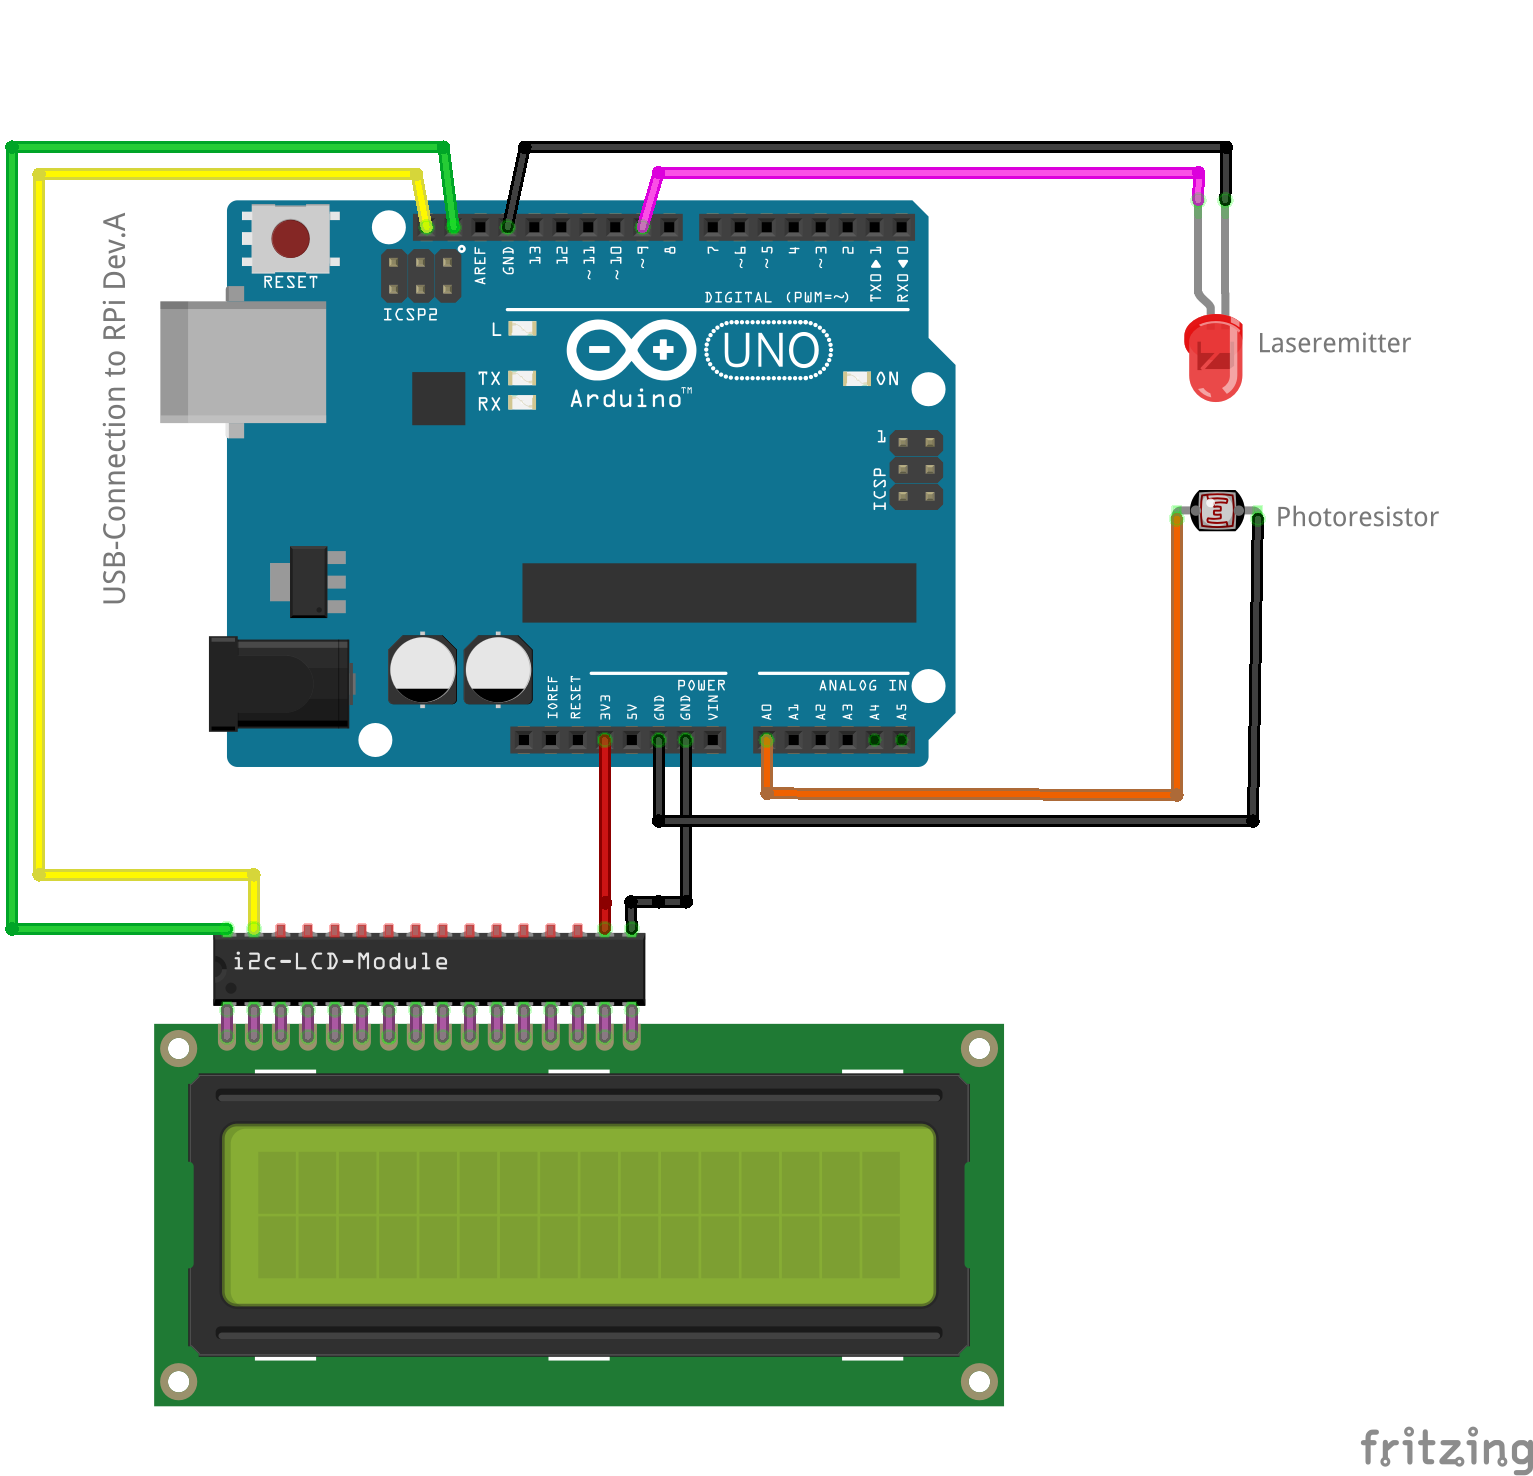 USB-Connection to RPi Dev.A
RESET
ICSP2
AREF
GND
13
12
~11
~10
~9
8
7
~6
~5
4
~3
2
TX0 ▶ 1
RX0 ◀ 0
DIGITAL (PWM=~)
L
TX
RX
UNO
Arduino™
ON
1
ICSP
Laseremitter
Photoresistor
POWER
ANALOG IN
IOREF
RESET
3V3
5V
GND
GND
VIN
A0
A1
A2
A3
A4
A5
i2c-LCD-Module
fritzing